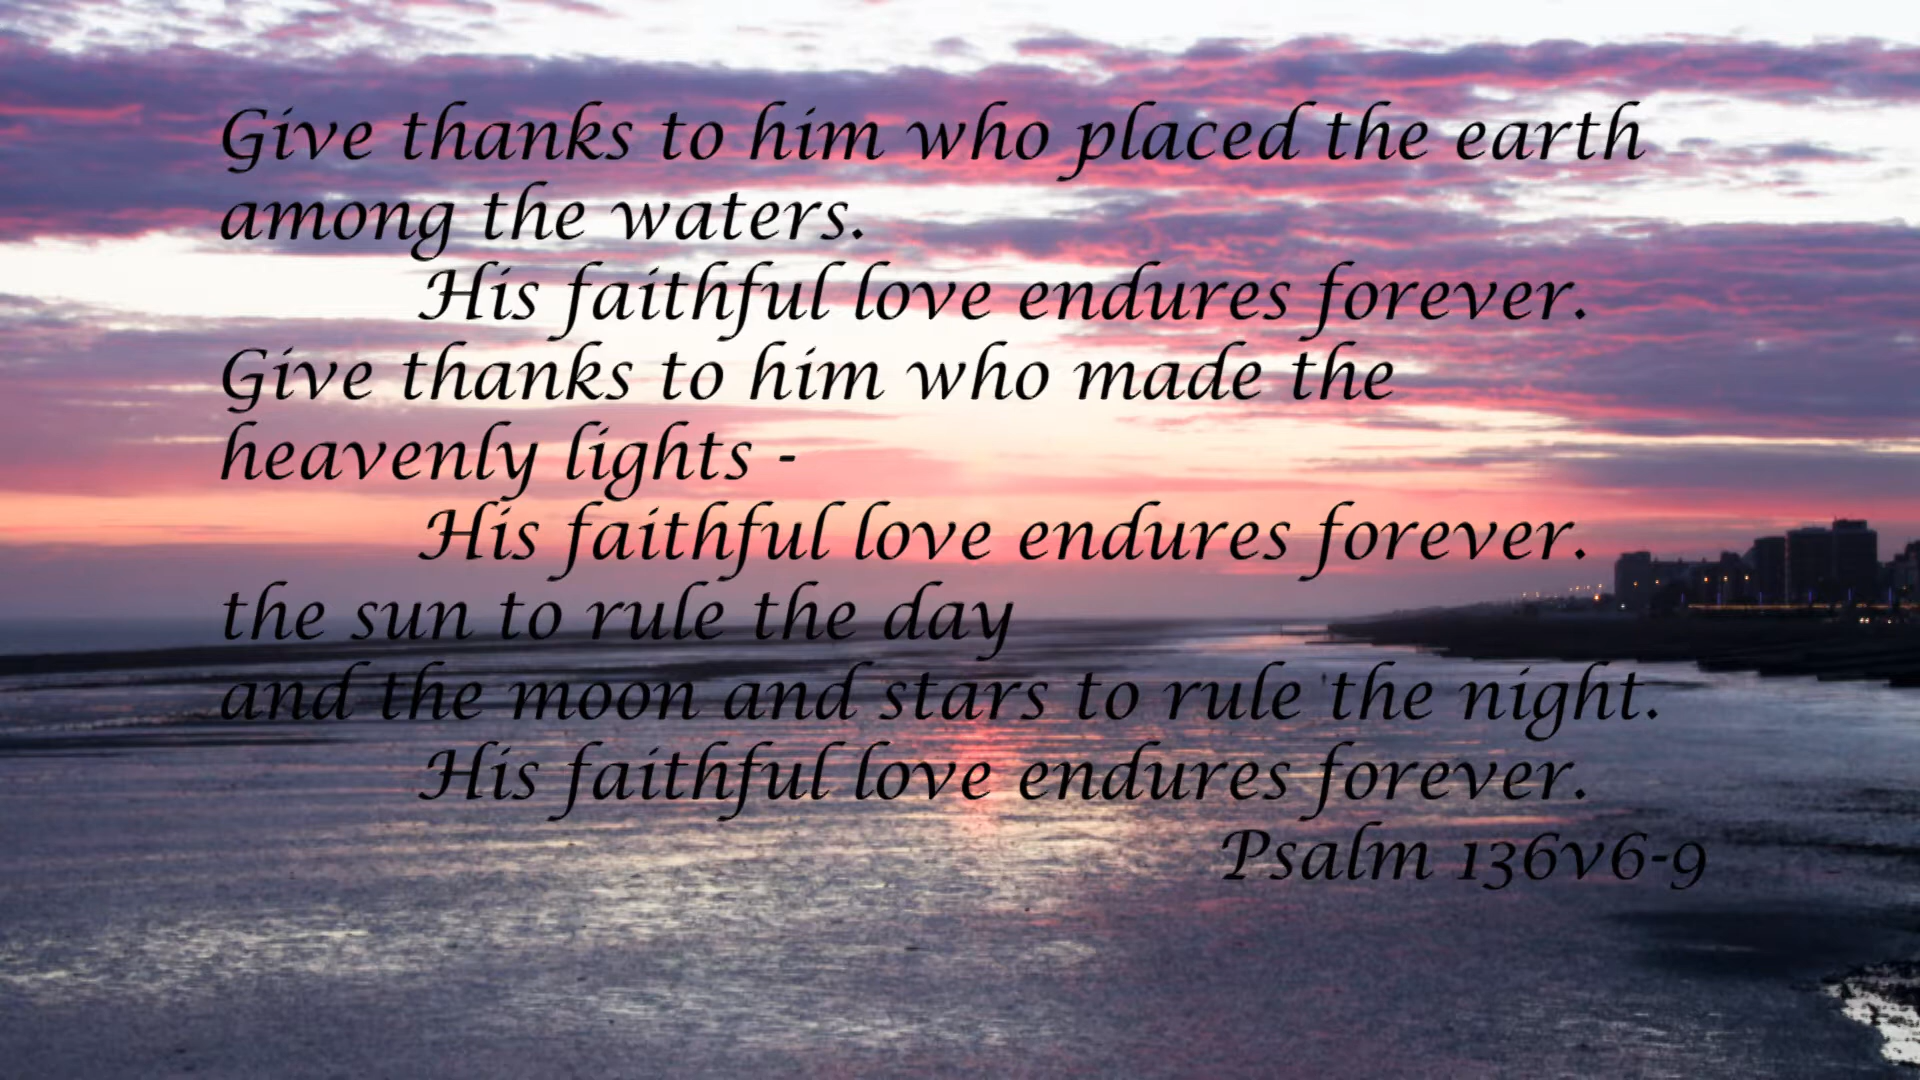 Give thanks to him who placed the earth
among the waters.
His faithful love endures forever.
Give thanks to him who made the
heavenly lights -
His faithful love endures forever.
the sun to rule the day
and the moon and stars to rule the night.
His faithful love endures forever.
Psalm 136v6-9